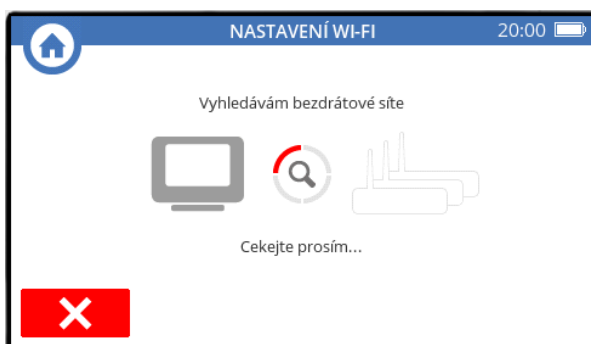 NASTAVENÍ WI-FI 20:00
Vyhledávám bezdrátové síte
Cekejte prosím...